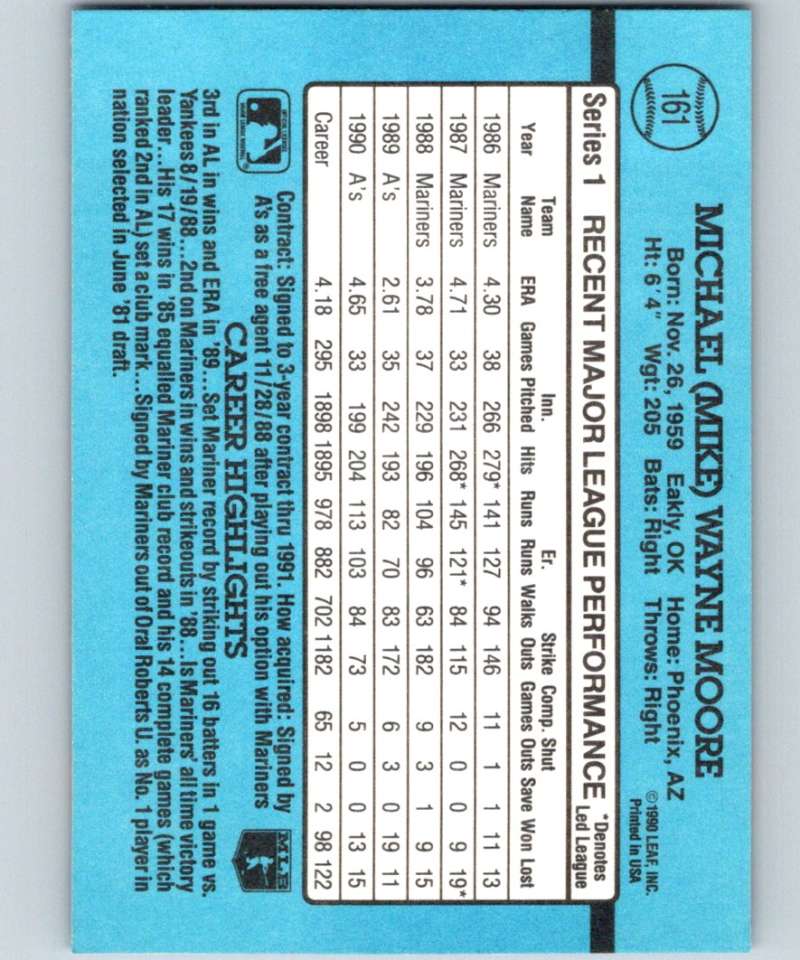 161
MICHAEL (MIKE) WAYNE MOORE
Born: Nov. 26, 1959 Eakly, OK Home: Phoenix, AZ
Ht: 6' 4" Wgt: 205 Bats: Right Throws: Right
©1990 LEAF, INC.
Printed in USA
Series 1 RECENT MAJOR LEAGUE PERFORMANCE *Denotes
Led League
Inn. Er. Strike Comp. Shut
Year Team Name ERA Games Pitched Hits Runs Runs Walks Outs Games Outs Save Won Lost
1986 Mariners 4.30 38 266 279* 141 127 94 146 11 1 1 11 13
1987 Mariners 4.71 33 231 268* 145 121* 84 115 12 0 0 9 19*
1988 Mariners 3.78 37 229 196 104 96 63 182 9 3 1 9 15
1989 A's 2.61 35 242 193 82 70 83 172 6 3 0 19 11
1990 A's 4.65 33 199 204 113 103 84 73 5 0 0 13 15
Career 4.18 295 1898 1895 978 882 702 1182 65 12 2 98 122
Contract: Signed to 3-year contract thru 1991. How acquired: Signed by
A's as a free agent 11/28/88 after playing out his option with Mariners
MLB
CAREER HIGHLIGHTS
3rd in AL in wins and ERA in '89...Set Mariner record by striking out 16 batters in 1 game vs.
Yankees 8/19/88...2nd on Mariners in wins and strikeouts in '88...Is Mariners' all time victory
leader...His 17 wins in '85 equalled Mariner club record and his 14 complete games (which
ranked 2nd in AL) set a club mark...Signed by Mariners out of Oral Roberts U. as No. 1 player in
nation selected in June '81 draft.